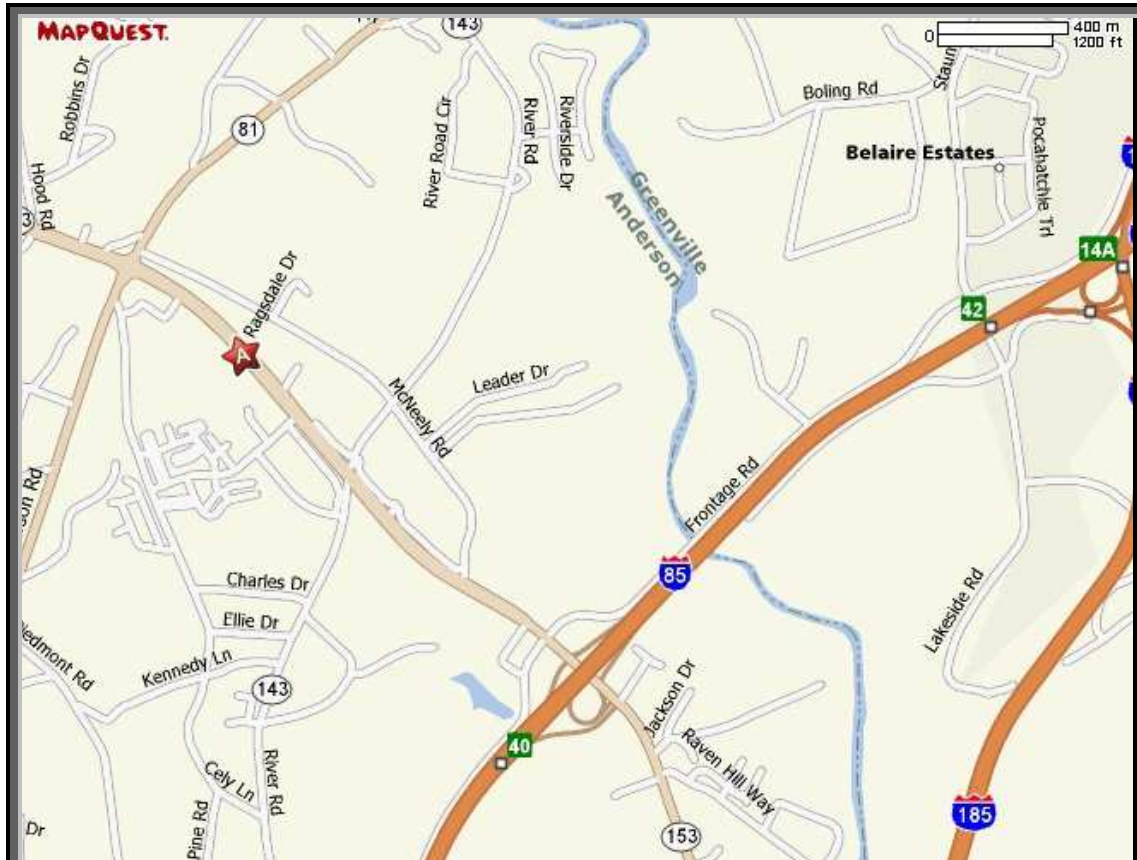 MAPQUEST.
0
400 m
1200 ft
143
Robbins Dr
81
River Road Cir
River Rd
Riverside Dr
Boling Rd
Pocahatchie Trl
Belaire Estates
Hood Rd
Greenville
Anderson
Ragsdale Dr
14A
42
A
Leader Dr
McNeely Rd
Frontage Rd
85
Charles Dr
Ellie Dr
Kennedy Ln
Lakeside Rd
143
Jackson Dr
40
Raven Hill Way
River Rd
Cely Ln
Pine Rd
Dr
153
185